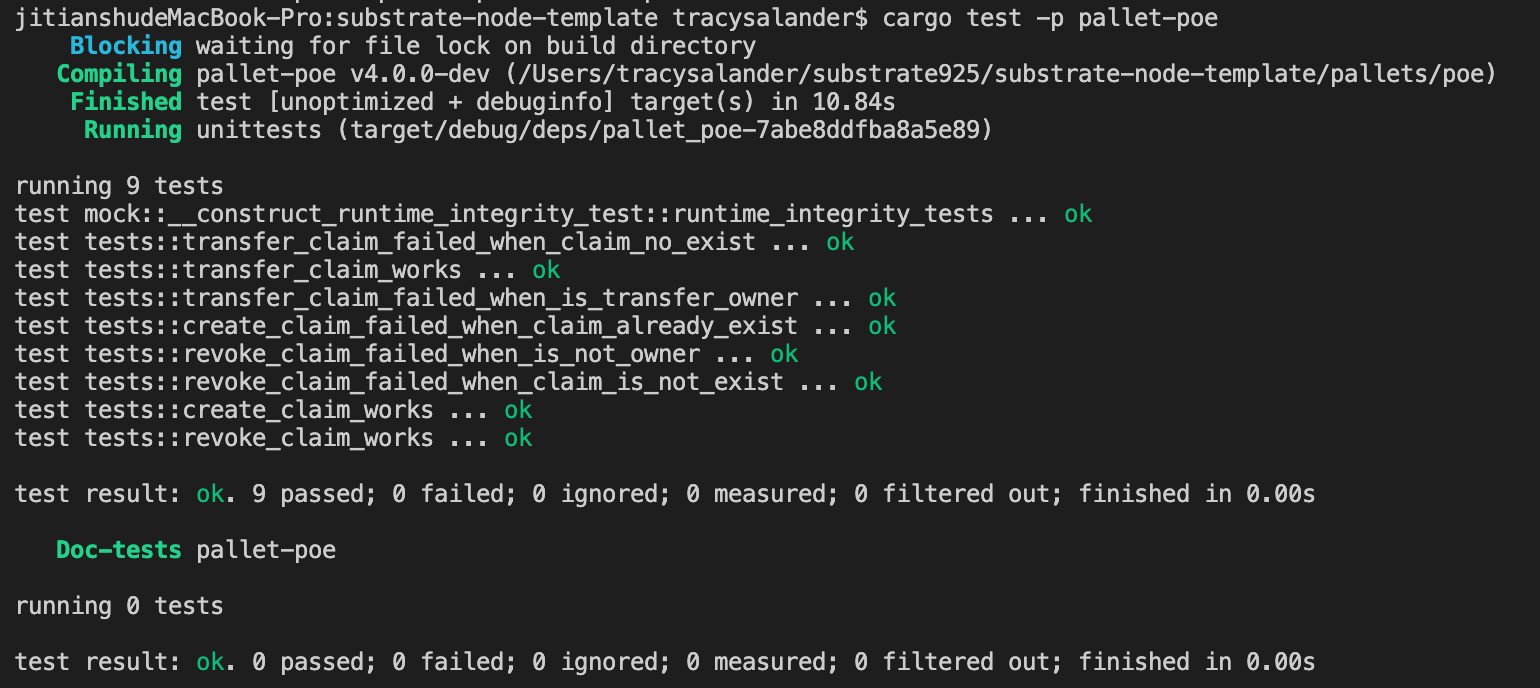 jitianshudeMacBook-Pro:substrate-node-template tracysalander$ cargo test -p pallet-poe
Blocking waiting for file lock on build directory
Compiling pallet-poe v4.0.0-dev (/Users/tracysalander/substrate925/substrate-node-template/pallets/poe)
Finished test [unoptimized + debuginfo] target(s) in 10.84s
Running unittests (target/debug/deps/pallet_poe-7abe8ddfba8a5e89)
running 9 tests
test mock::__construct_runtime_integrity_test::runtime_integrity_tests ... ok
test tests::transfer_claim_failed_when_claim_no_exist ... ok
test tests::transfer_claim_works ... ok
test tests::transfer_claim_failed_when_is_transfer_owner ... ok
test tests::create_claim_failed_when_claim_already_exist ... ok
test tests::revoke_claim_failed_when_is_not_owner ... ok
test tests::revoke_claim_failed_when_claim_is_not_exist ... ok
test tests::create_claim_works ... ok
test tests::revoke_claim_works ... ok
test result: ok. 9 passed; 0 failed; 0 ignored; 0 measured; 0 filtered out; finished in 0.00s
Doc-tests pallet-poe
running 0 tests
test result: ok. 0 passed; 0 failed; 0 ignored; 0 measured; 0 filtered out; finished in 0.00s